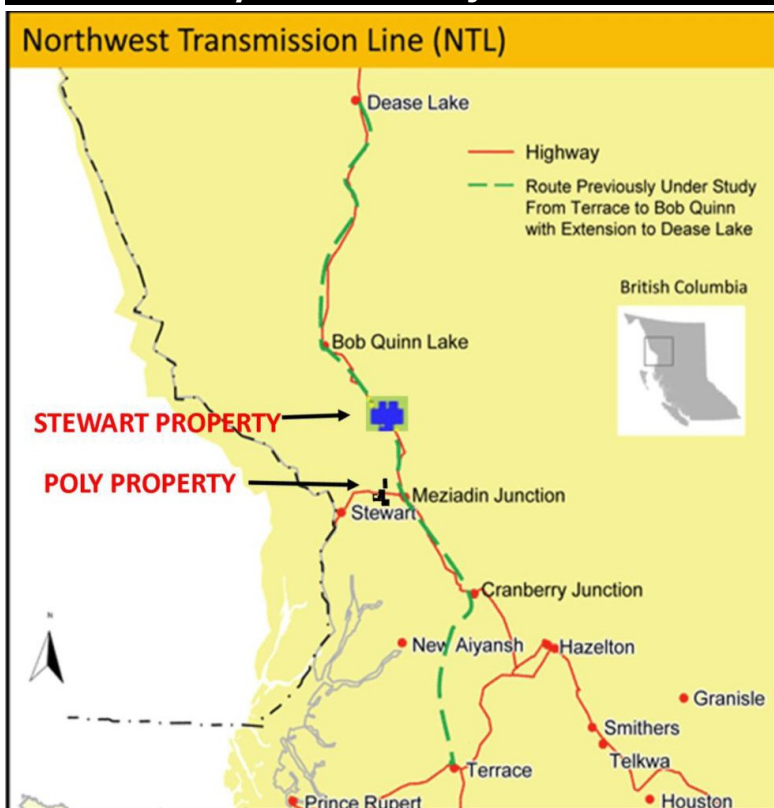 Northwest Transmission Line (NTL)
Dease Lake
Highway
Route Previously Under Study
From Terrace to Bob Quinn
with Extension to Dease Lake
British Columbia
Bob Quinn Lake
STEWART PROPERTY
POLY PROPERTY
Meziadin Junction
Stewart
Cranberry Junction
N
New Aiyansh
Hazelton
Granisle
Smithers
Telkwa
Terrace
Prince Rupert
Houston